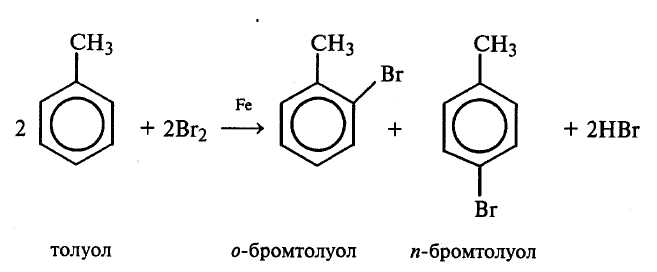 CH₃ CH₃ CH₃
Br
2 + 2Br₂ Fe + + 2HBr
Br
толуол о-бромтолуол п-бромтолуол